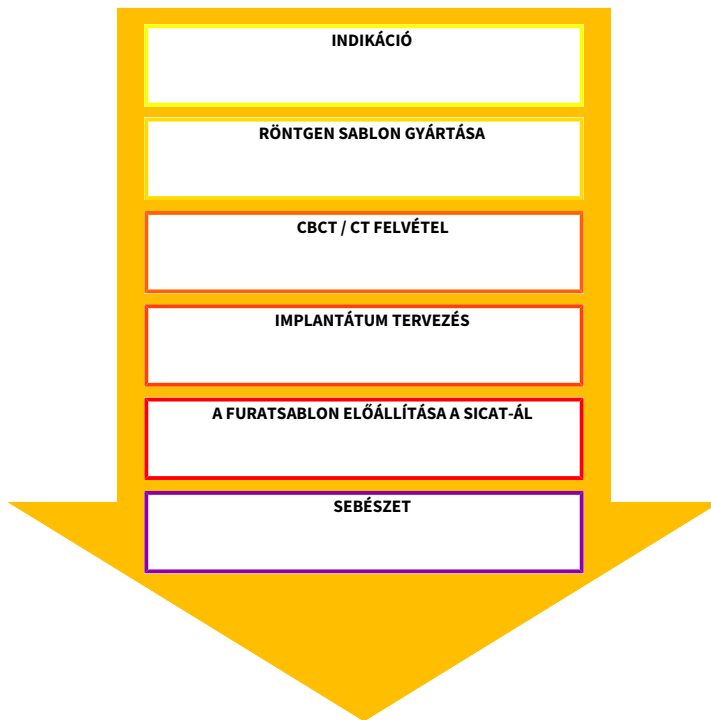 INDIKÁCIÓ
RÖNTGEN SABLON GYÁRTÁSA
CBCT / CT FELVÉTEL
IMPLANTÁTUM TERVEZÉS
A FURATSABLON ELŐÁLLÍTÁSA A SICAT-ÁL
SEBÉSZET